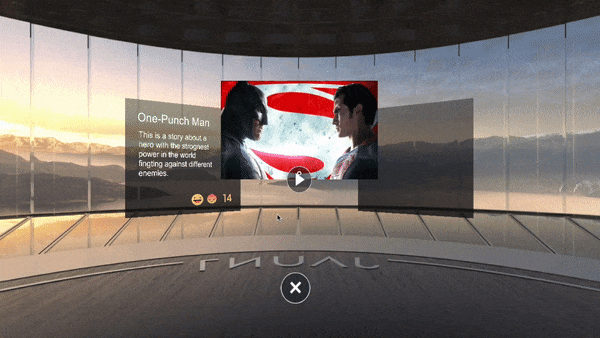 One-Punch Man
This is a story about a
hero with the strognest
power in the world
fingting against different
enemies.
14